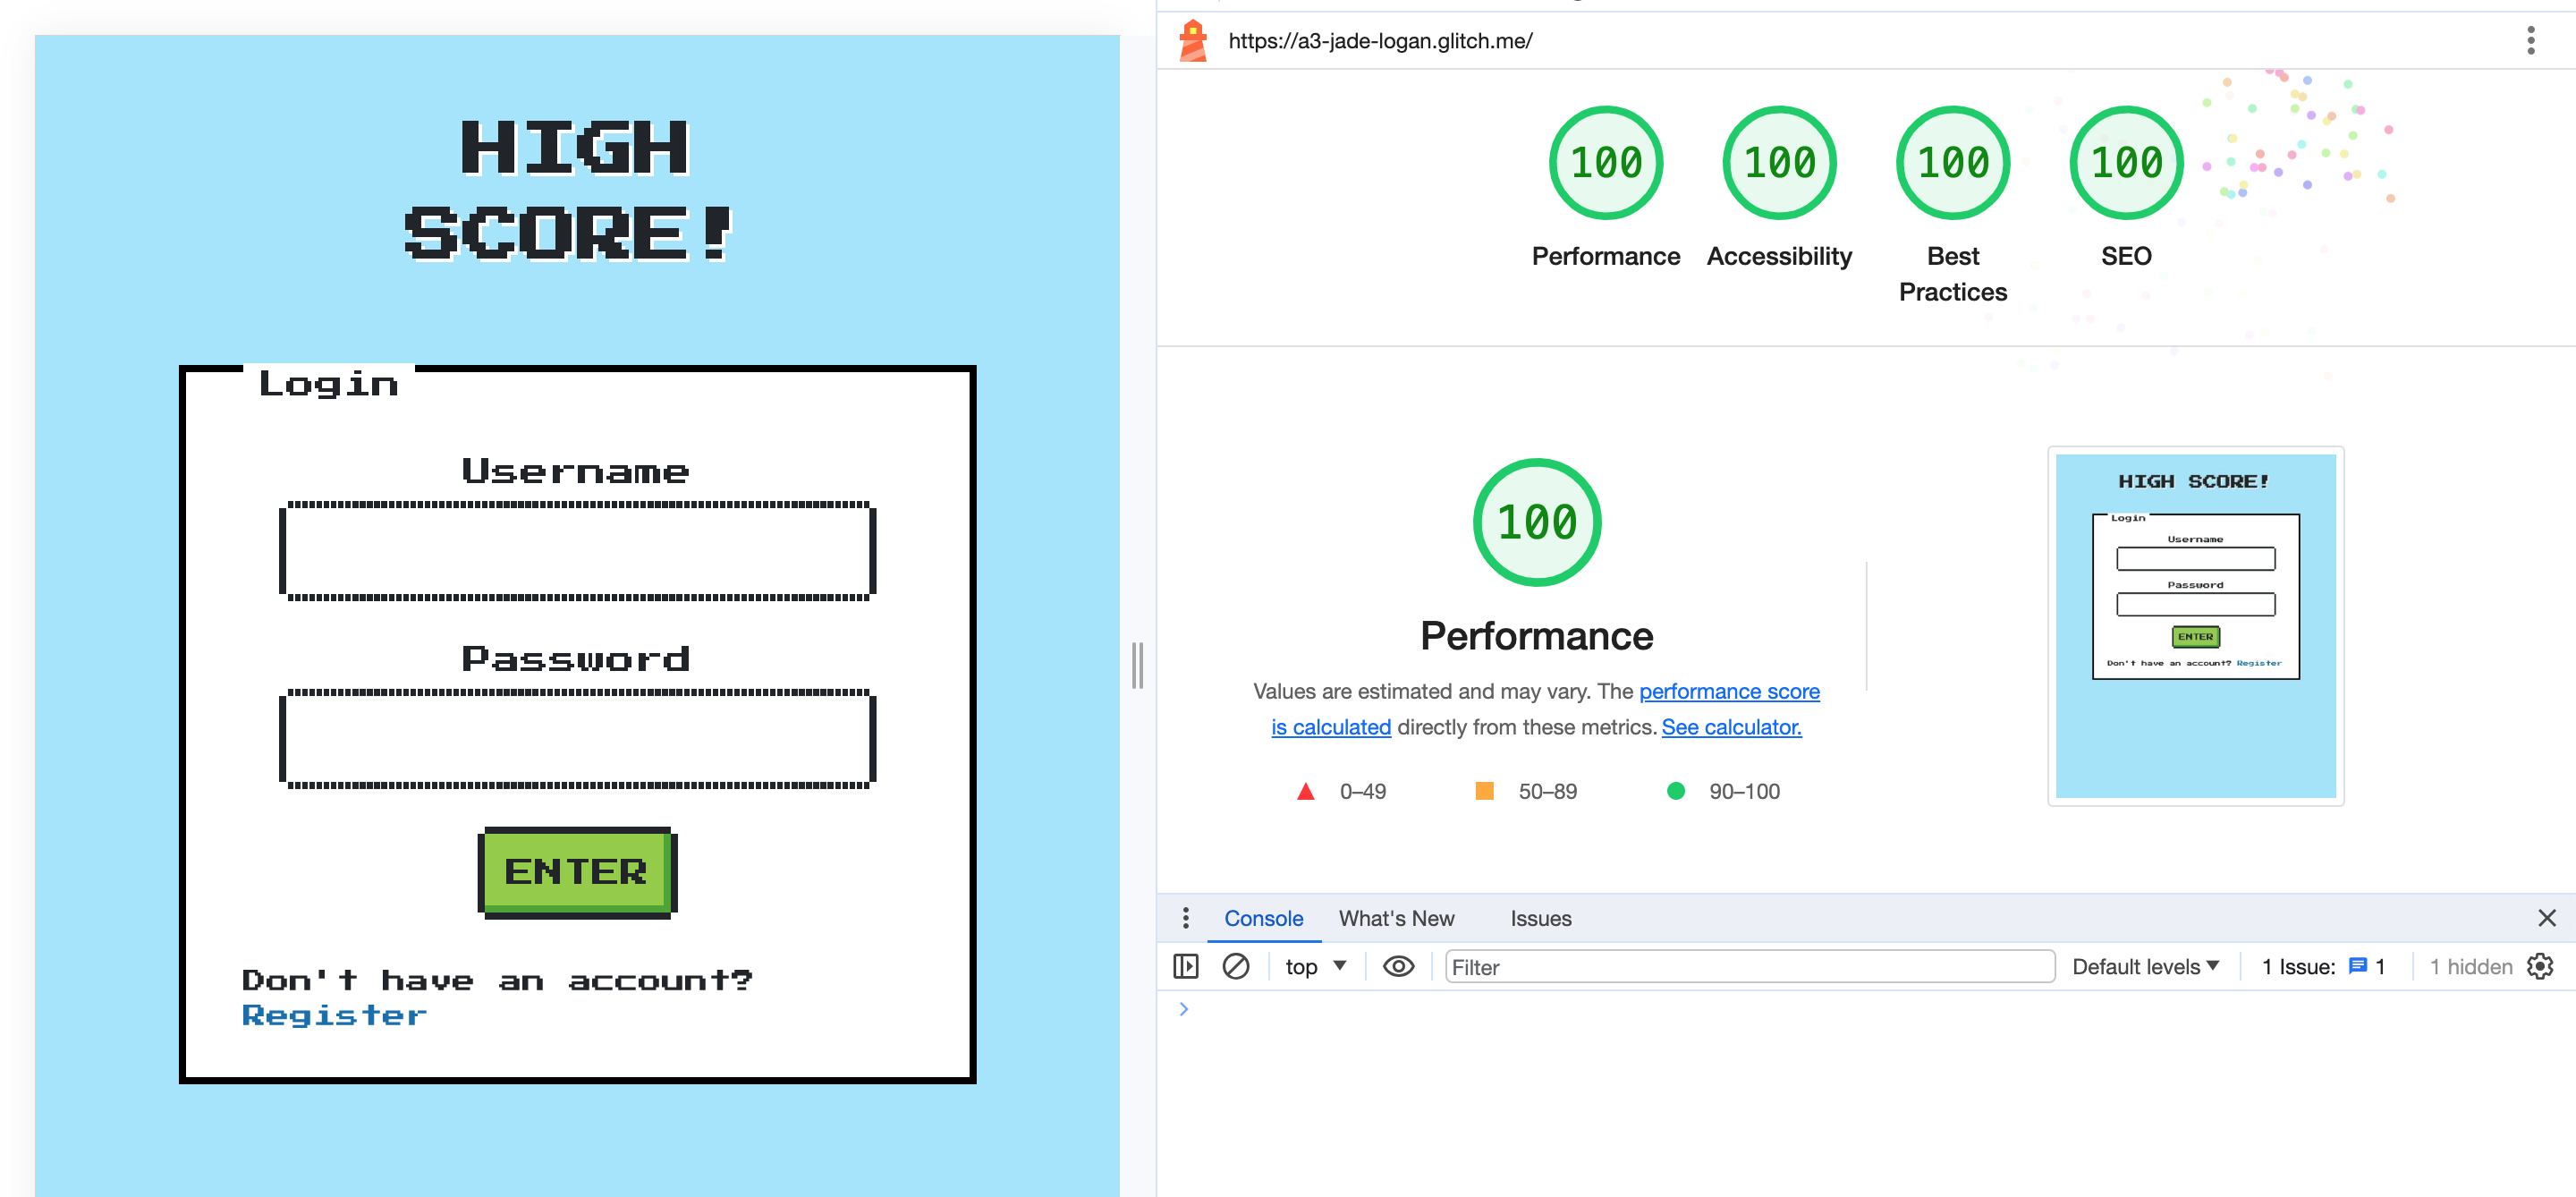 HIGH
SCORE!
Login
Username
Password
ENTER
Don't have an account?
Register
https://a3-jade-logan.glitch.me/
100 100 100 100
Performance Accessibility Best Practices SEO
100
Performance
Values are estimated and may vary. The performance score
is calculated directly from these metrics. See calculator.
0–49 50–89 90–100
HIGH SCORE!
Login
Username
Password
ENTER
Don't have an account? Register
Console What's New Issues
top Filter Default levels 1 Issue: 1 1 hidden